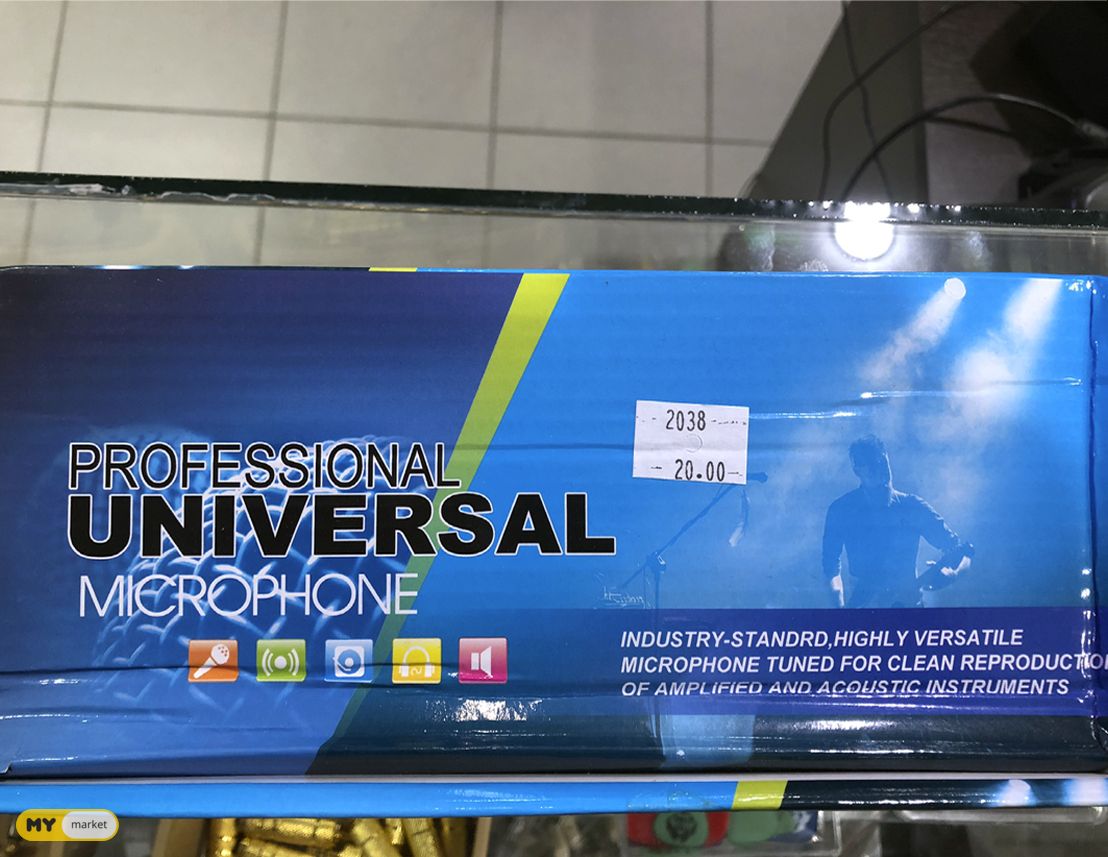 2038
20.00
PROFESSIONAL
UNIVERSAL
MICROPHONE
INDUSTRY-STANDRD,HIGHLY VERSATILE
MICROPHONE TUNED FOR CLEAN REPRODUCTIO
OF AMPLIFIED AND ACOUSTIC INSTRUMENTS
MY market